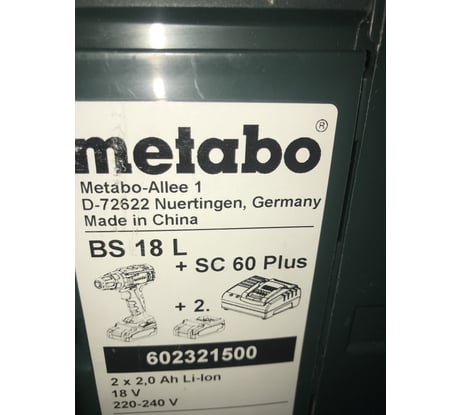 metabo®
Metabo-Allee 1
D-72622 Nuertingen, Germany
Made in China
BS 18 L
+ SC 60 Plus
+ 2.
602321500
2 x 2,0 Ah Li-Ion
18 V
220-240 V